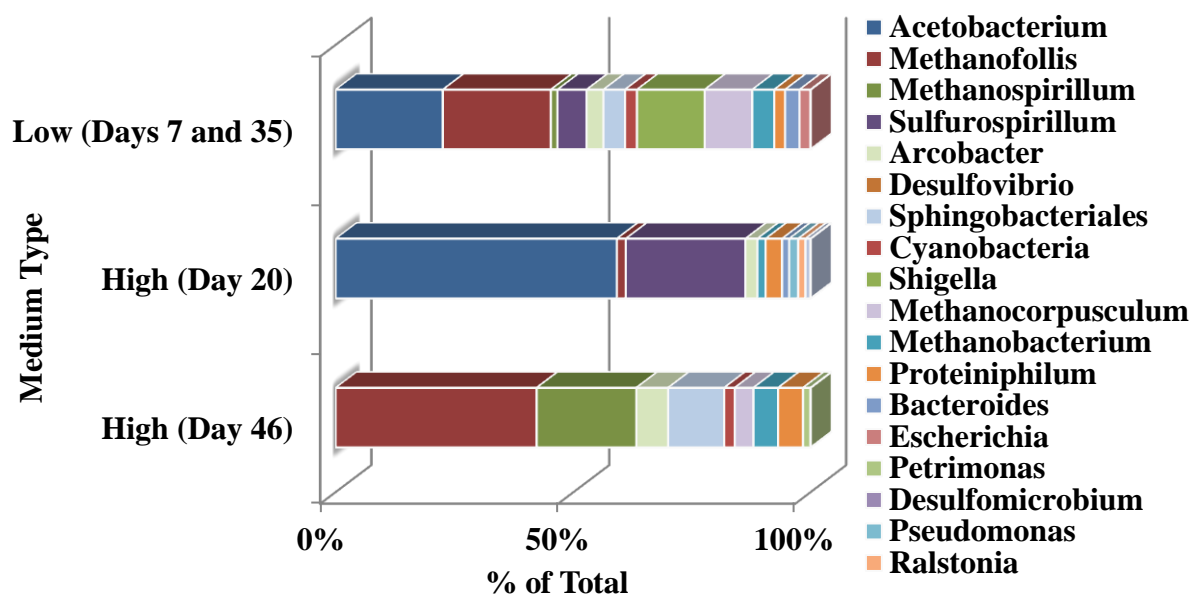 Medium Type
Low (Days 7 and 35)
High (Day 20)
High (Day 46)
0%
50%
100%
% of Total
Acetobacterium
Methanofollis
Methanospirillum
Sulfurospirillum
Arcobacter
Desulfovibrio
Sphingobacteriales
Cyanobacteria
Shigella
Methanocorpusculum
Methanobacterium
Proteiniphilum
Bacteroides
Escherichia
Petrimonas
Desulfomicrobium
Pseudomonas
Ralstonia